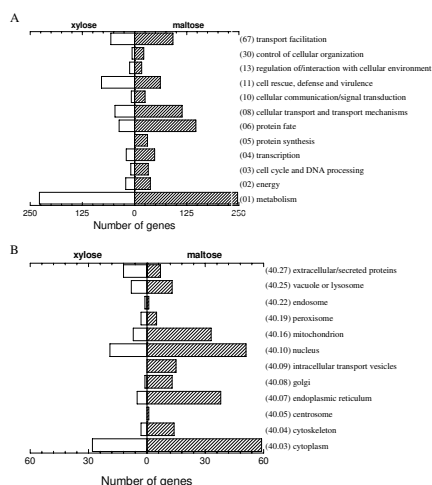 A
xylose maltose
(67) transport facilitation
(30) control of cellular organization
(13) regulation of/interaction with cellular environment
(11) cell rescue, defense and virulence
(10) cellular communication/signal transduction
(08) cellular transport and transport mechanisms
(06) protein fate
(05) protein synthesis
(04) transcription
(03) cell cycle and DNA processing
(02) energy
(01) metabolism
250 125 0 125 250
Number of genes
B
xylose maltose
(40.27) extracellular/secreted proteins
(40.25) vacuole or lysosome
(40.22) endosome
(40.19) peroxisome
(40.16) mitochondrion
(40.10) nucleus
(40.09) intracellular transport vesicles
(40.08) golgi
(40.07) endoplasmic reticulum
(40.05) centrosome
(40.04) cytoskeleton
(40.03) cytoplasm
60 30 0 30 60
Number of genes